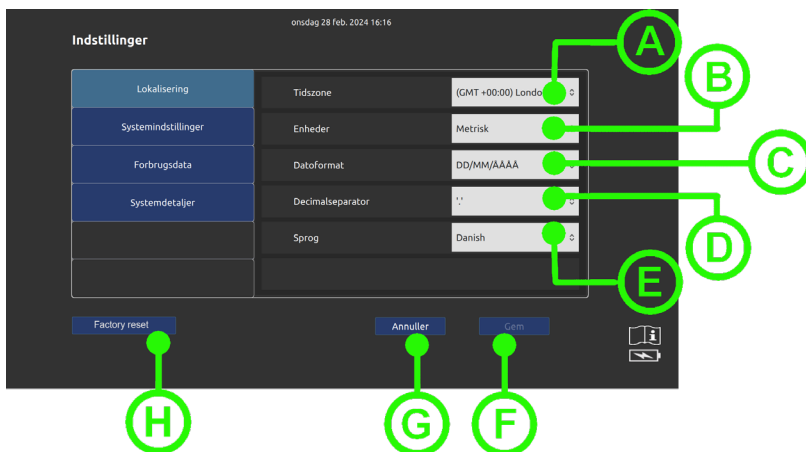 onsdag 28 feb. 2024 16:16
Indstillinger
A
B
C
D
E
F
G
H
Lokalisering
Systemindstillinger
Forbrugsdata
Systemdetaljer
Tidszone
(GMT +00:00)
Enheder
Metrisk
Datoformat
DD/MM/ÅÅÅÅ
Decimalseparator
Sprog
Danish
Factory reset
Annuller
Gem
i